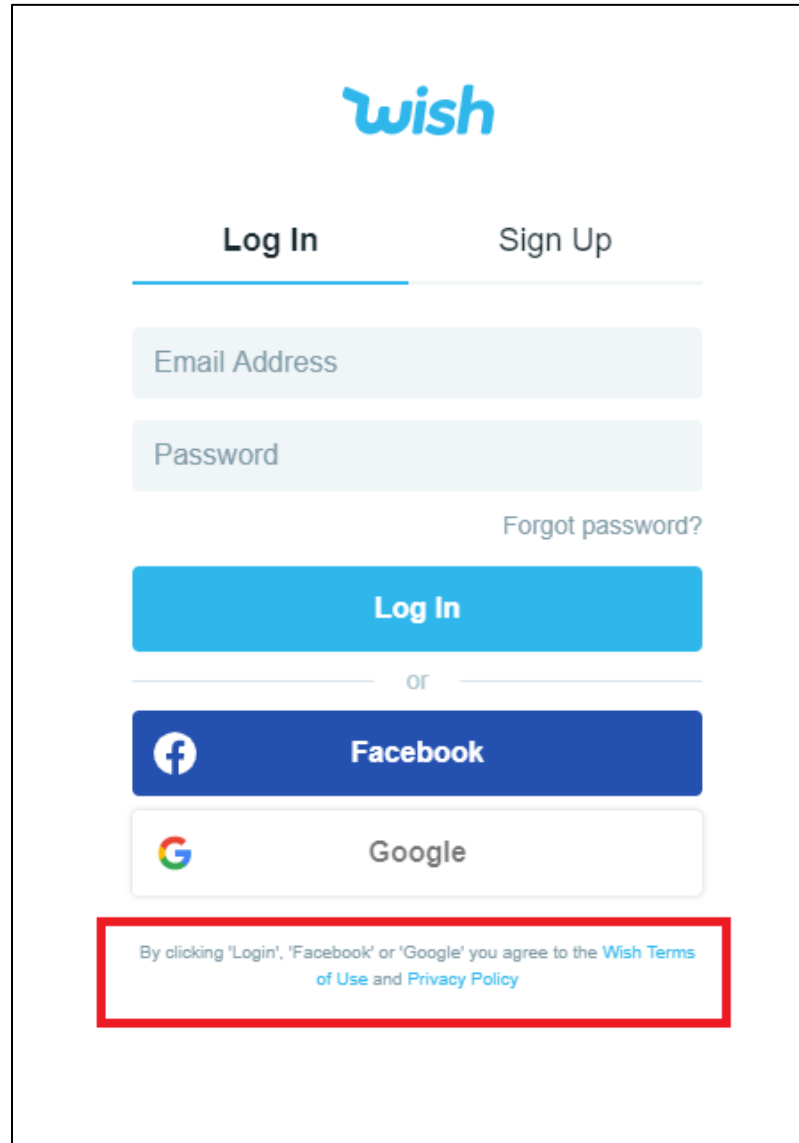 wish
Log In
Sign Up
Email Address
Password
Forgot password?
Log In
or
Facebook
Google
By clicking 'Login', 'Facebook' or 'Google' you agree to the Wish Terms
of Use and Privacy Policy